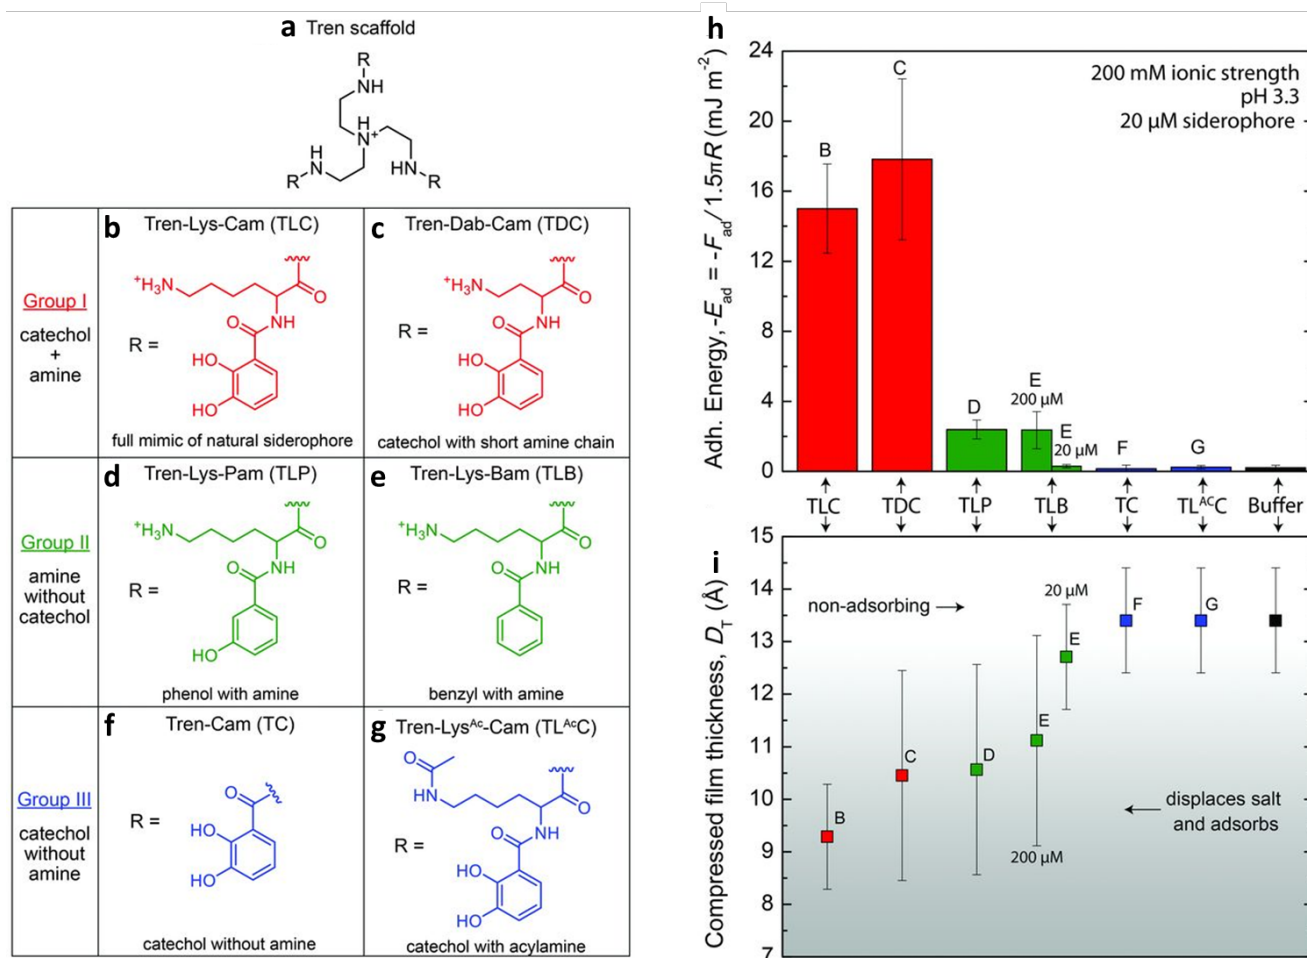 a Tren scaffold
R
NH
H
N+
H
N
R
HN
R
Group I
catechol
+
amine
b
Tren-Lys-Cam (TLC)
+H3N
O
O
NH
R =
HO
HO
full mimic of natural siderophore
c
Tren-Dab-Cam (TDC)
+H3N
O
O
NH
R =
HO
HO
catechol with short amine chain
Group II
amine
without
catechol
d
Tren-Lys-Pam (TLP)
+H3N
O
O
NH
R =
HO
phenol with amine
e
Tren-Lys-Bam (TLB)
+H3N
O
O
NH
R =
benzyl with amine
Group III
catechol
without
amine
f
Tren-Cam (TC)
O
R =
HO
HO
catechol without amine
g
Tren-LysAc-Cam (TLAcC)
O
HN
O
O
NH
R =
HO
HO
catechol with acylamine
h
Adh. Energy, -Ead = -Fad/ 1.5πR (mJ m-2)
24
20
16
12
8
4
0
200 mM ionic strength
pH 3.3
20 µM siderophore
B
C
D
E
200 µM
E
20 µM
F
G
TLC
TDC
TLP
TLB
TC
TLACC
Buffer
i
Compressed film thickness, DT (Å)
15
14
13
12
11
10
9
8
7
non-adsorbing
20 µM
F
G
E
E
C
D
B
200 µM
displaces salt
and adsorbs